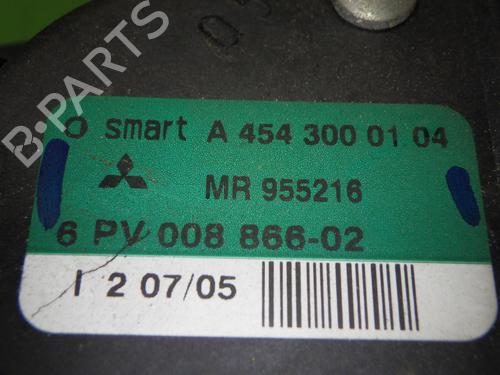 B-PARTS
smart A 454 300 01 04
MR 955216
6 PV 008 866-02
I 2 07/05